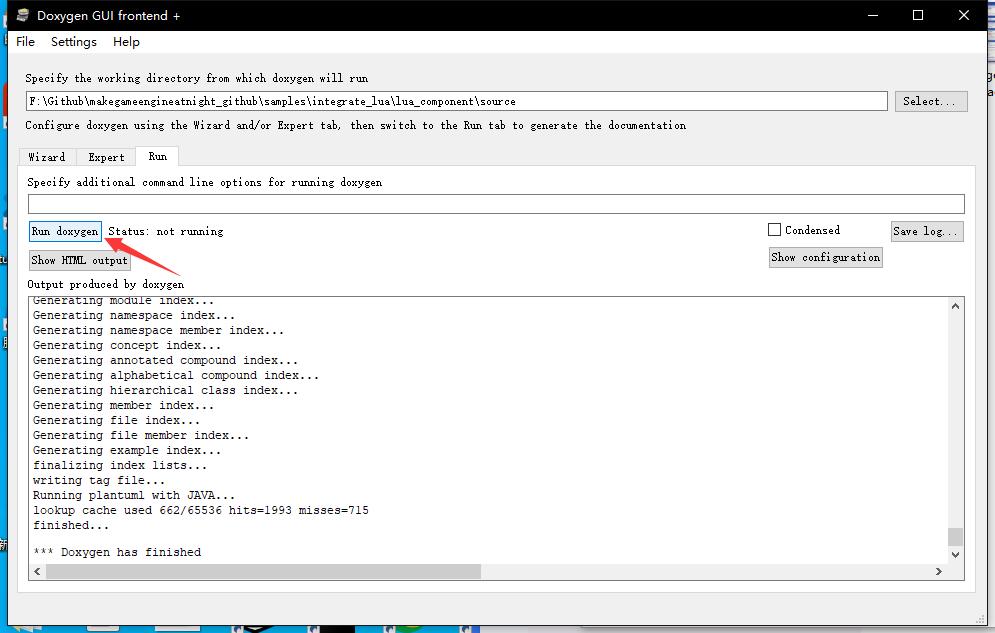 Doxygen GUI frontend +
File Settings Help
Specify the working directory from which doxygen will run
F:\Github\makegameengineatnight_github\samples\integrate_lua\lua_component\source
Select...
Configure doxygen using the Wizard and/or Expert tab, then switch to the Run tab to generate the documentation
Wizard Expert Run
Specify additional command line options for running doxygen
Run doxygen Status: not running
Condensed Save log...
Show HTML output Show configuration
Output produced by doxygen
Generating module index...
Generating namespace index...
Generating namespace member index...
Generating concept index...
Generating annotated compound index...
Generating alphabetical compound index...
Generating hierarchical class index...
Generating member index...
Generating file index...
Generating file member index...
Generating example index...
finalizing index lists...
writing tag file...
Running plantuml with JAVA...
lookup cache used 662/65536 hits=1993 misses=715
finished...
*** Doxygen has finished